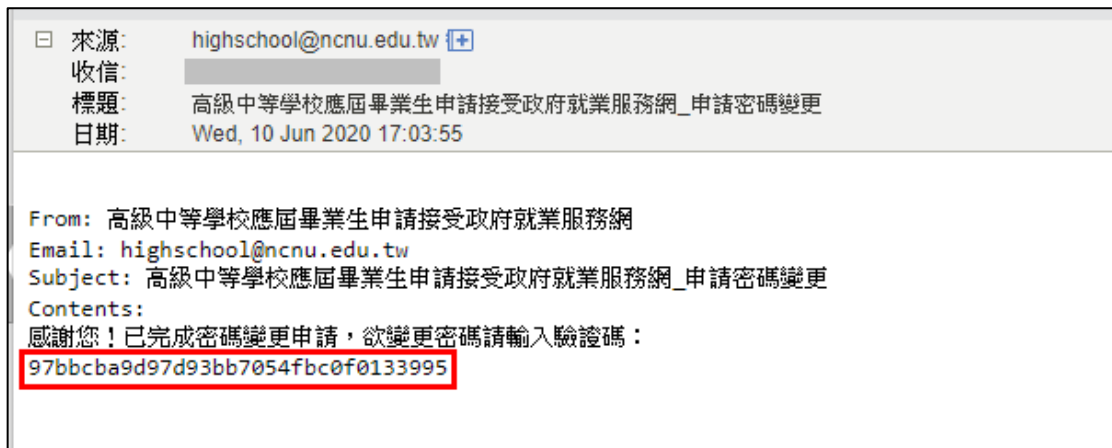 來源: highschool@ncnu.edu.tw
收信:
標題: 高級中等學校應屆畢業生申請接受政府就業服務網_申請密碼變更
日期: Wed, 10 Jun 2020 17:03:55
From: 高級中等學校應屆畢業生申請接受政府就業服務網
Email: highschool@ncnu.edu.tw
Subject: 高級中等學校應屆畢業生申請接受政府就業服務網_申請密碼變更
Contents:
感謝您！已完成密碼變更申請，欲變更密碼請輸入驗證碼：
97bbcba9d97d93bb7054fbc0f0133995